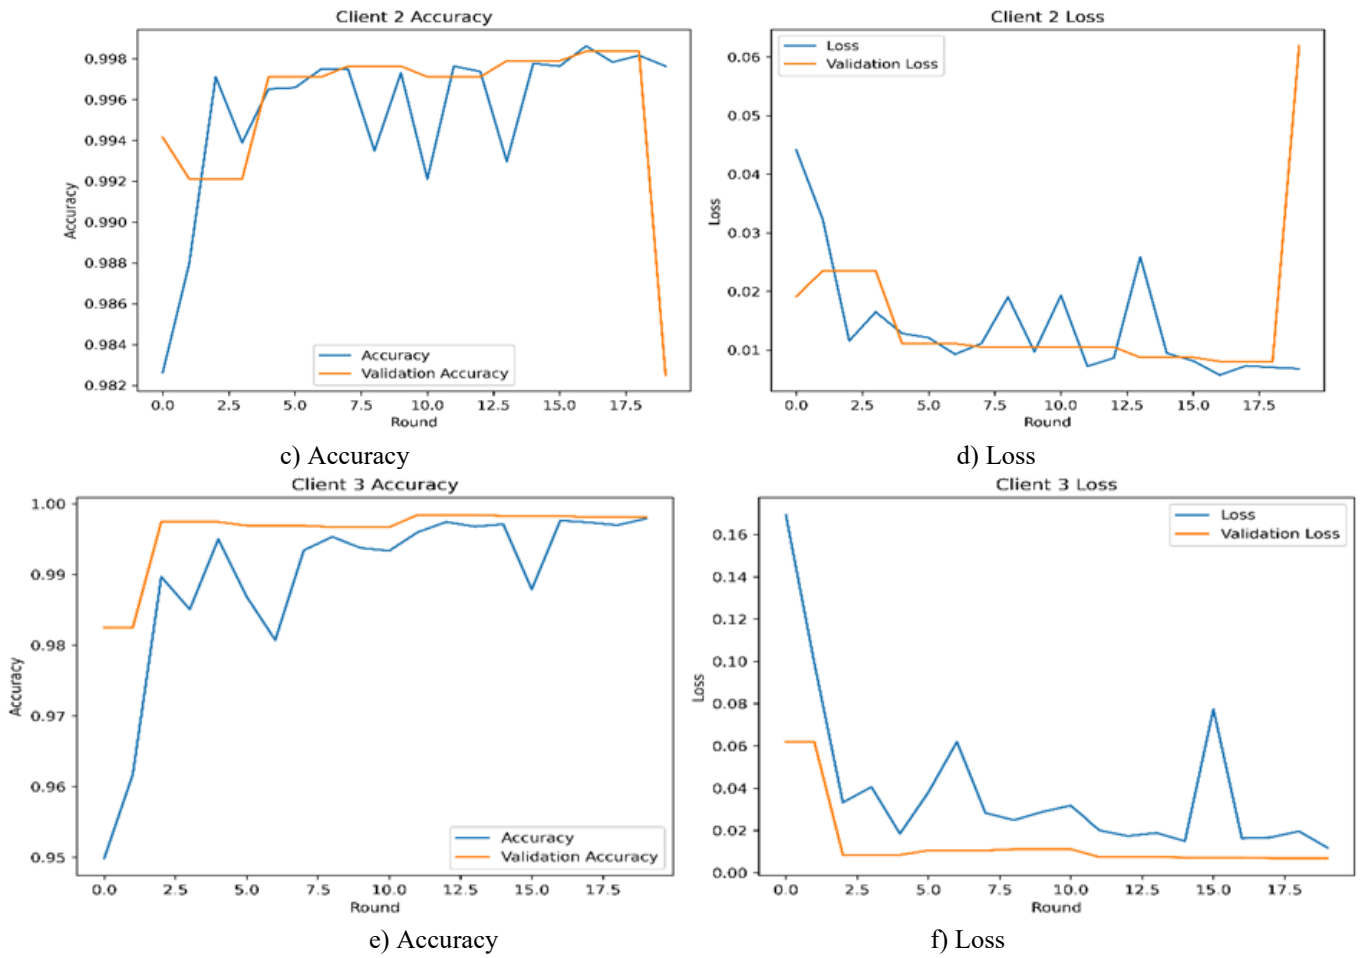 Client 2 Accuracy
0.998
0.996
0.994
0.992
0.990
0.988
0.986
0.984
0.982
Accuracy
Accuracy
Validation Accuracy
0.0 2.5 5.0 7.5 10.0 12.5 15.0 17.5
Round
c) Accuracy
Client 2 Loss
0.06
0.05
0.04
0.03
0.02
0.01
Loss
Loss
Validation Loss
0.0 2.5 5.0 7.5 10.0 12.5 15.0 17.5
Round
d) Loss
Client 3 Accuracy
1.00
0.99
0.98
0.97
0.96
0.95
Accuracy
Accuracy
Validation Accuracy
0.0 2.5 5.0 7.5 10.0 12.5 15.0 17.5
Round
e) Accuracy
Client 3 Loss
0.16
0.14
0.12
0.10
0.08
0.06
0.04
0.02
0.00
Loss
Loss
Validation Loss
0.0 2.5 5.0 7.5 10.0 12.5 15.0 17.5
Round
f) Loss